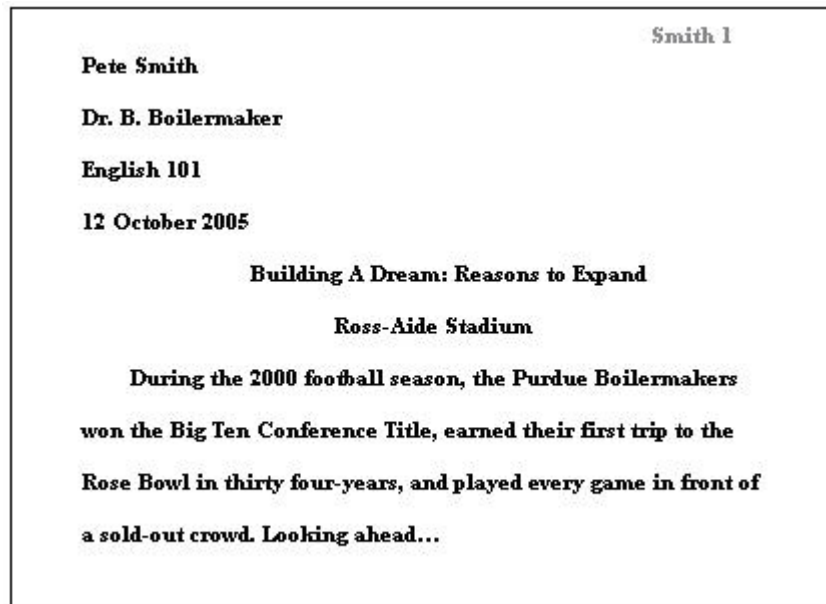 Smith 1
Pete Smith
Dr. B. Boilermaker
English 101
12 October 2005
Building A Dream: Reasons to Expand
Ross-Aide Stadium
During the 2000 football season, the Purdue Boilermakers
won the Big Ten Conference Title, earned their first trip to the
Rose Bowl in thirty four-years, and played every game in front of
a sold-out crowd. Looking ahead…